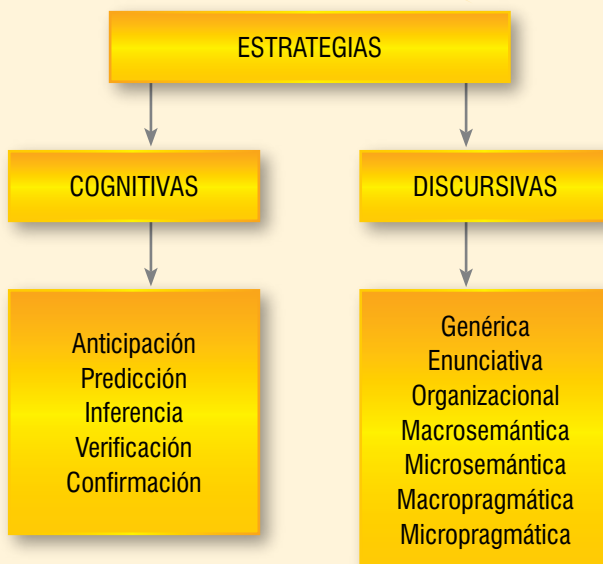 ESTRATEGIAS
COGNITIVAS
DISCURSIVAS
Anticipación
Predicción
Inferencia
Verificación
Confirmación
Genérica
Enunciativa
Organizacional
Macrosemántica
Microsemántica
Macropragmática
Micropragmática